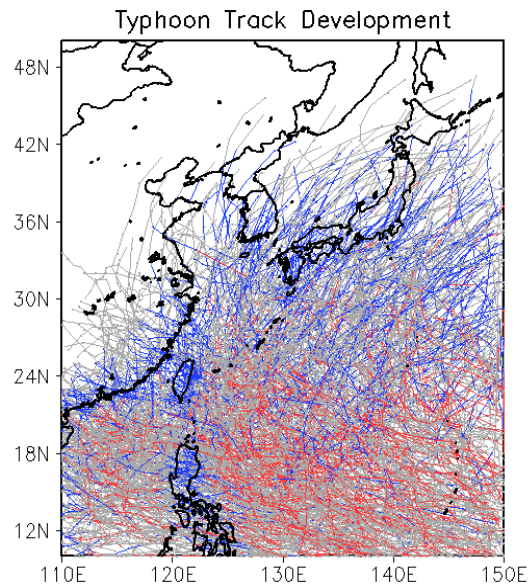 Typhoon Track Development
48N
42N
36N
30N
24N
18N
12N
110E 120E 130E 140E 150E